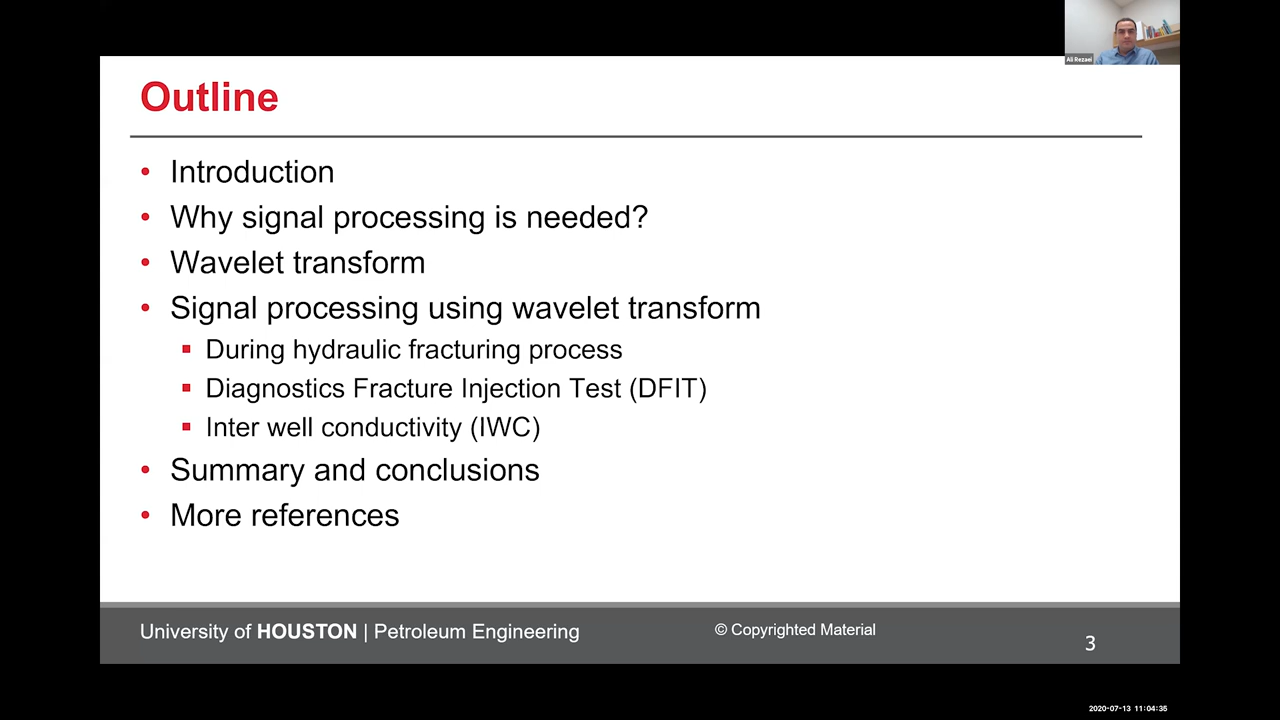 Ali Rezaei
Outline
• Introduction
• Why signal processing is needed?
• Wavelet transform
• Signal processing using wavelet transform
▪ During hydraulic fracturing process
▪ Diagnostics Fracture Injection Test (DFIT)
▪ Inter well conductivity (IWC)
• Summary and conclusions
• More references
University of HOUSTON | Petroleum Engineering
© Copyrighted Material
3
2020-07-13 11:04:35